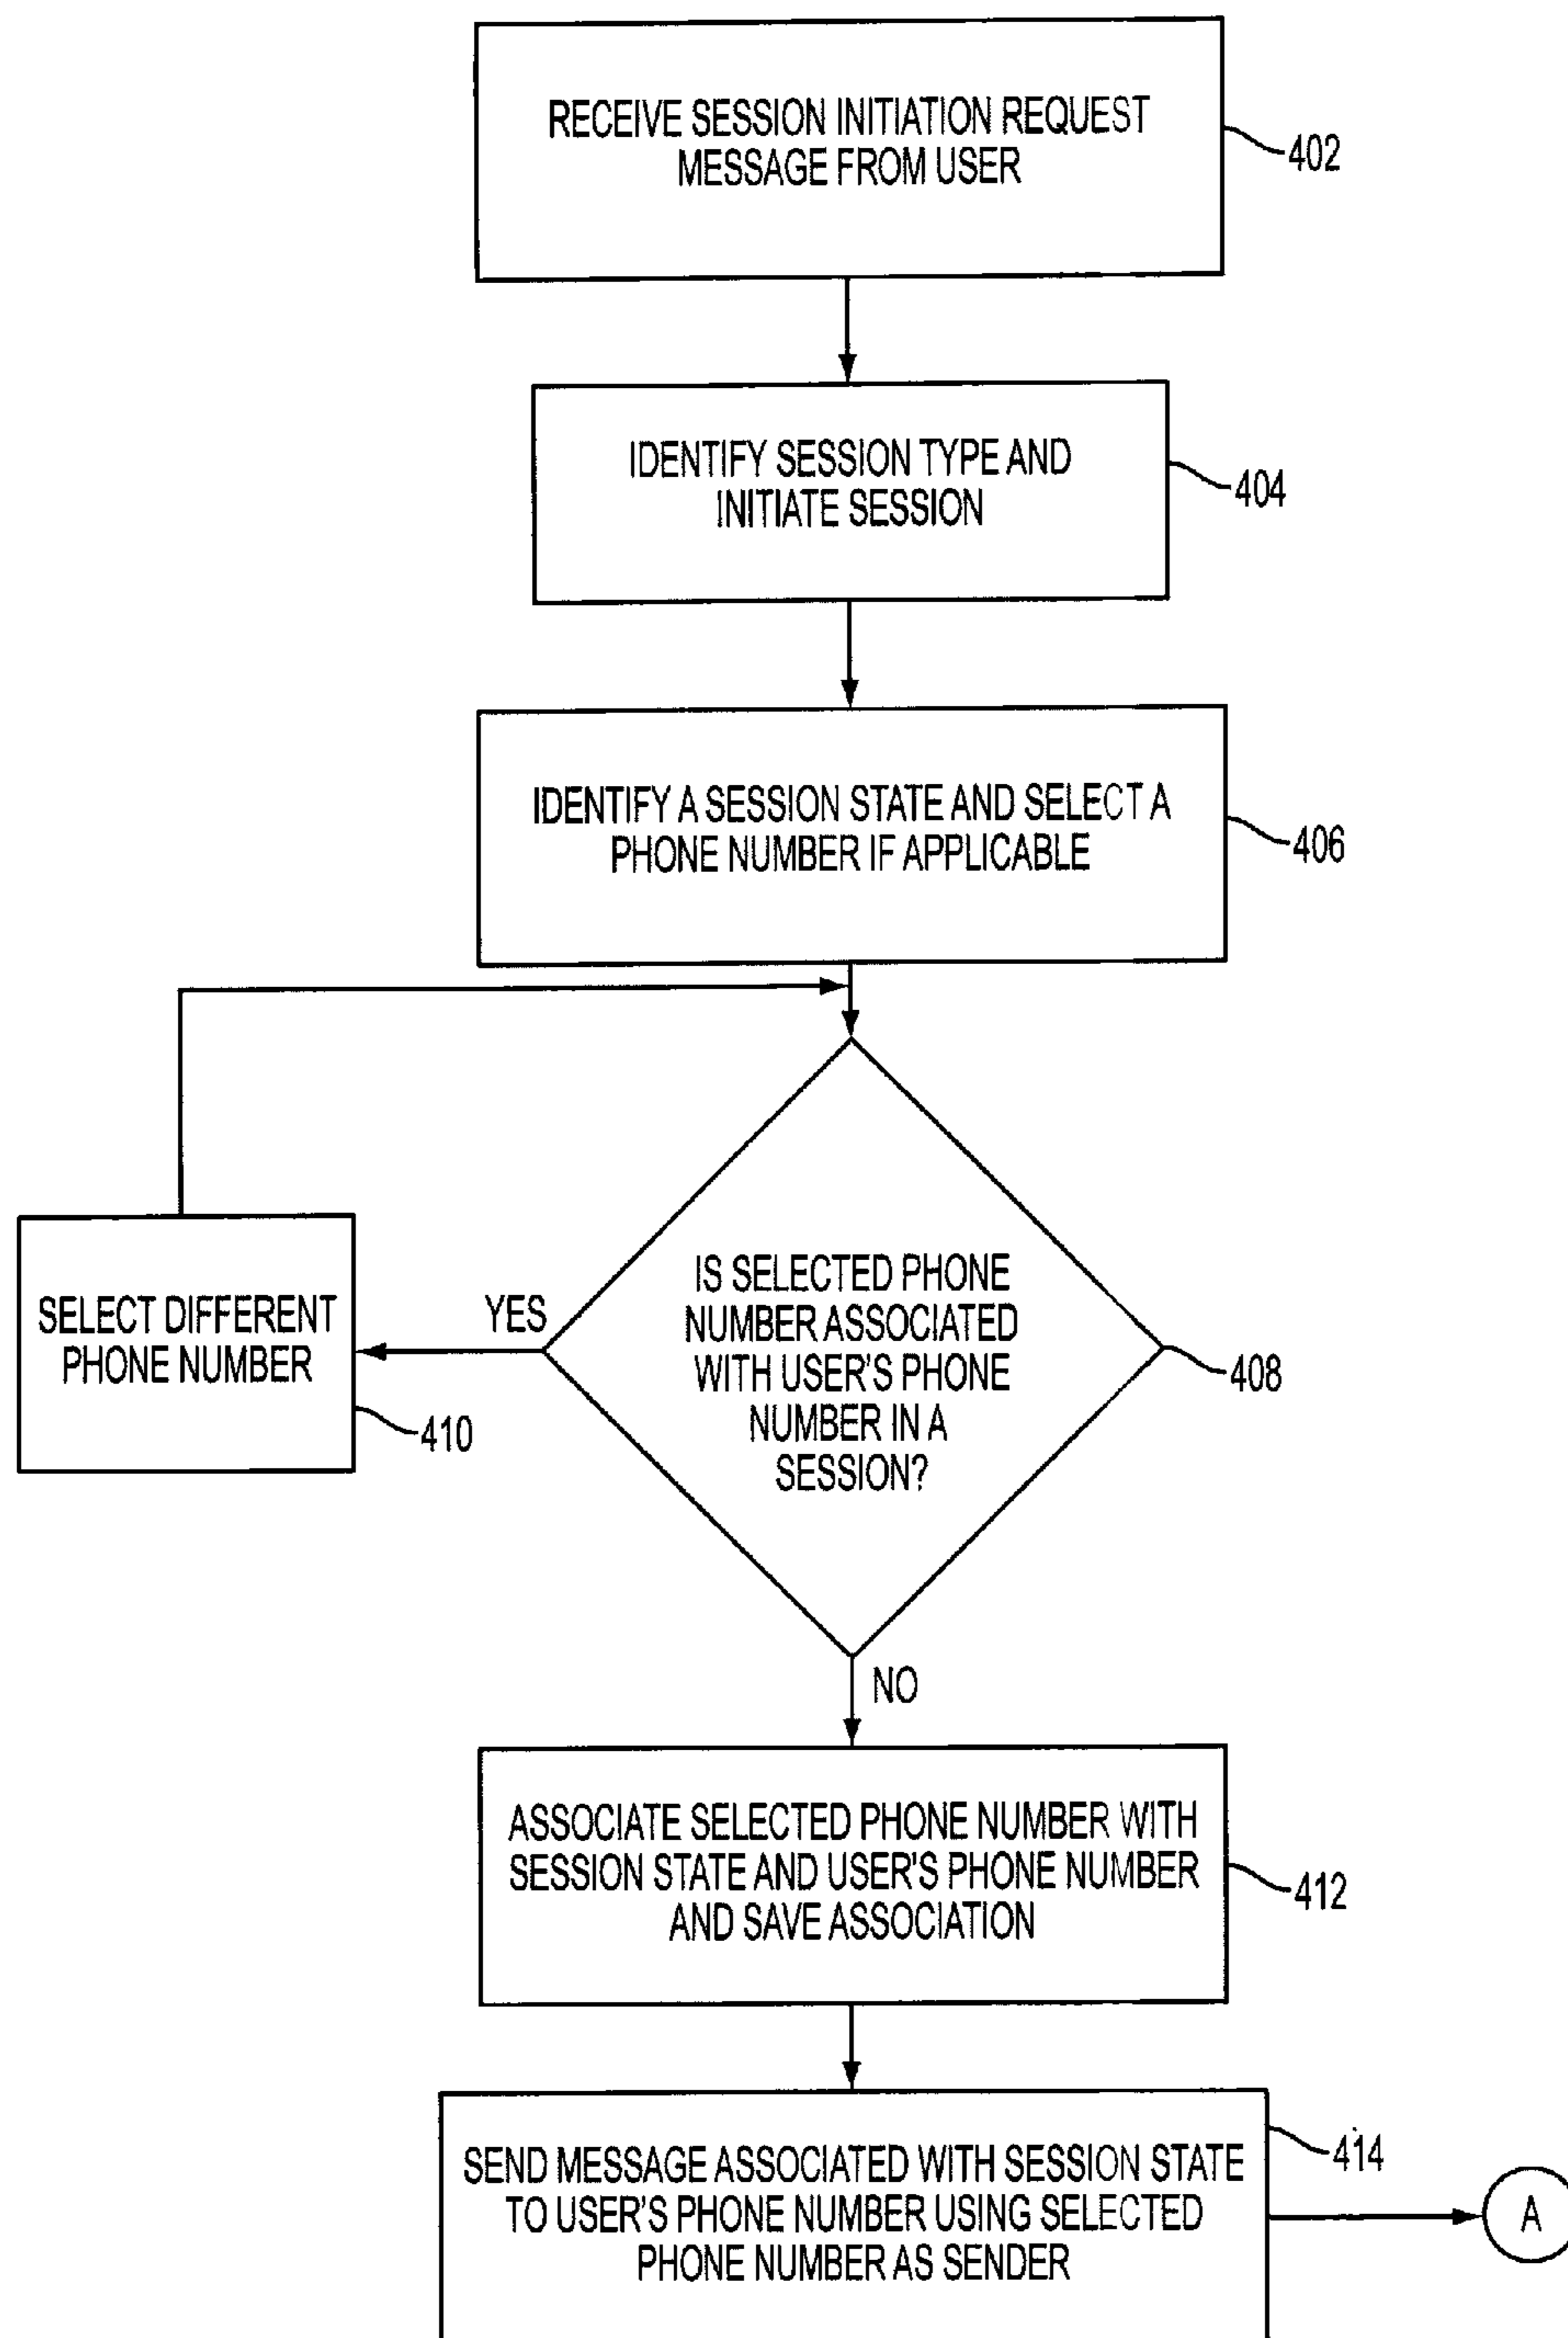 RECEIVE SESSION INITIATION REQUEST
MESSAGE FROM USER
402
IDENTIFY SESSION TYPE AND
INITIATE SESSION
404
IDENTIFY A SESSION STATE AND SELECT A
PHONE NUMBER IF APPLICABLE
406
IS SELECTED PHONE
NUMBER ASSOCIATED
WITH USER'S PHONE
NUMBER IN A
SESSION?
408
YES
SELECT DIFFERENT
PHONE NUMBER
410
NO
ASSOCIATE SELECTED PHONE NUMBER WITH
SESSION STATE AND USER'S PHONE NUMBER
AND SAVE ASSOCIATION
412
SEND MESSAGE ASSOCIATED WITH SESSION STATE
TO USER'S PHONE NUMBER USING SELECTED
PHONE NUMBER AS SENDER
414
A